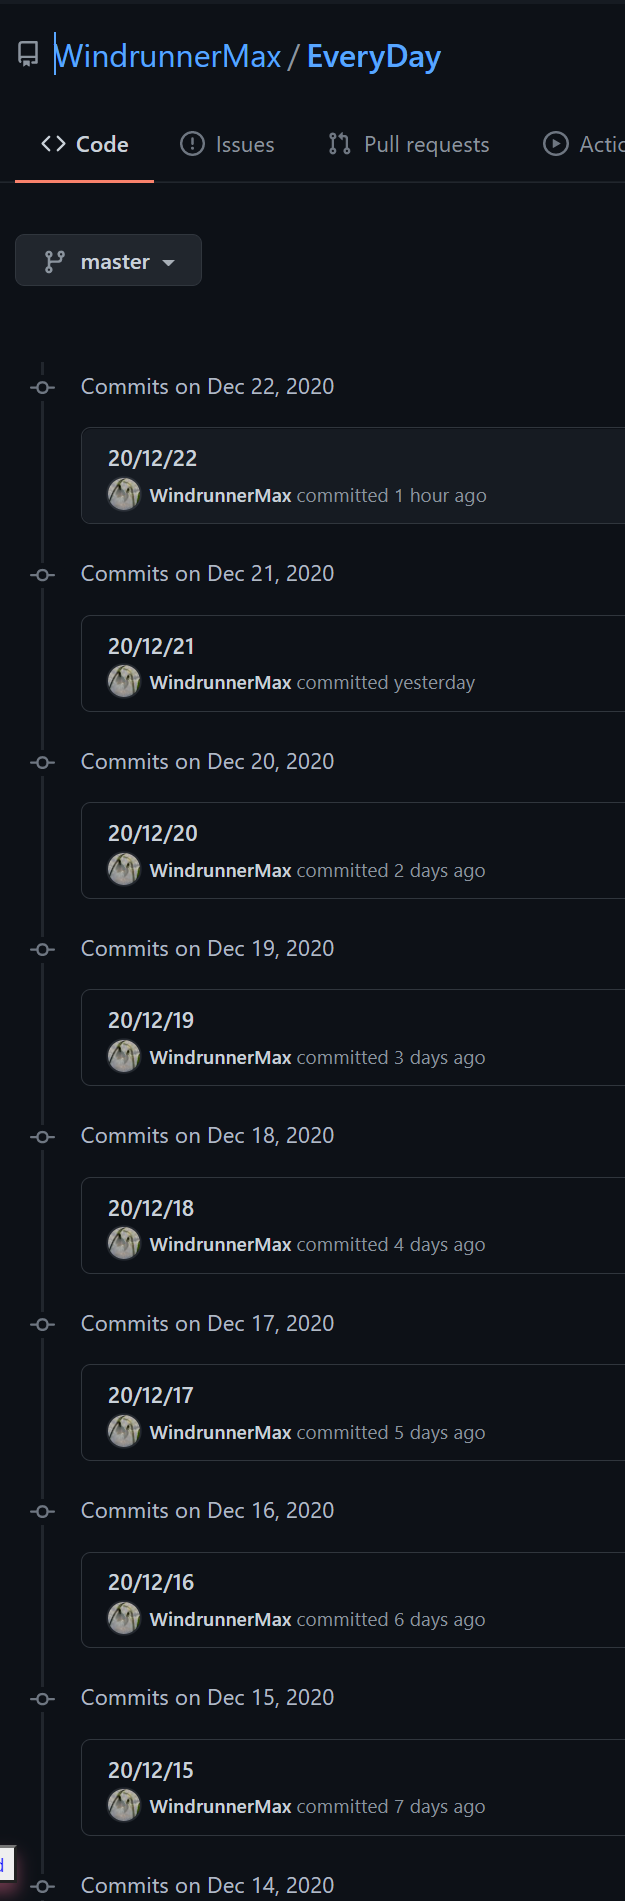 WindrunnerMax / EveryDay
Code Issues Pull requests
master
Commits on Dec 22, 2020
20/12/22
WindrunnerMax committed 1 hour ago
Commits on Dec 21, 2020
20/12/21
WindrunnerMax committed yesterday
Commits on Dec 20, 2020
20/12/20
WindrunnerMax committed 2 days ago
Commits on Dec 19, 2020
20/12/19
WindrunnerMax committed 3 days ago
Commits on Dec 18, 2020
20/12/18
WindrunnerMax committed 4 days ago
Commits on Dec 17, 2020
20/12/17
WindrunnerMax committed 5 days ago
Commits on Dec 16, 2020
20/12/16
WindrunnerMax committed 6 days ago
Commits on Dec 15, 2020
20/12/15
WindrunnerMax committed 7 days ago
Commits on Dec 14, 2020